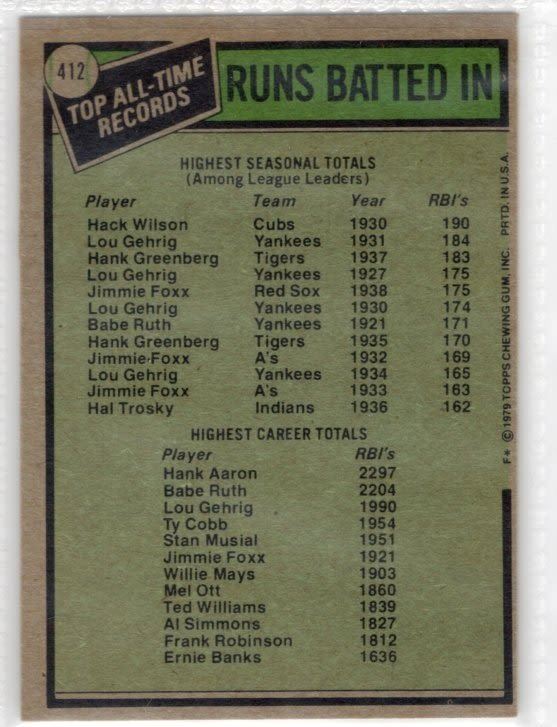 412
TOP ALL-TIME
RECORDS
RUNS BATTED IN
HIGHEST SEASONAL TOTALS
(Among League Leaders)
Player Team Year RBI's
Hack Wilson Cubs 1930 190
Lou Gehrig Yankees 1931 184
Hank Greenberg Tigers 1937 183
Lou Gehrig Yankees 1927 175
Jimmie Foxx Red Sox 1938 175
Lou Gehrig Yankees 1930 174
Babe Ruth Yankees 1921 171
Hank Greenberg Tigers 1935 170
Jimmie Foxx A's 1932 169
Lou Gehrig Yankees 1934 165
Jimmie Foxx A's 1933 163
Hal Trosky Indians 1936 162
HIGHEST CAREER TOTALS
Player RBI's
Hank Aaron 2297
Babe Ruth 2204
Lou Gehrig 1990
Ty Cobb 1954
Stan Musial 1951
Jimmie Foxx 1921
Willie Mays 1903
Mel Ott 1860
Ted Williams 1839
Al Simmons 1827
Frank Robinson 1812
Ernie Banks 1636
F* © 1979 TOPPS CHEWING GUM, INC. PRTD. IN U.S.A.